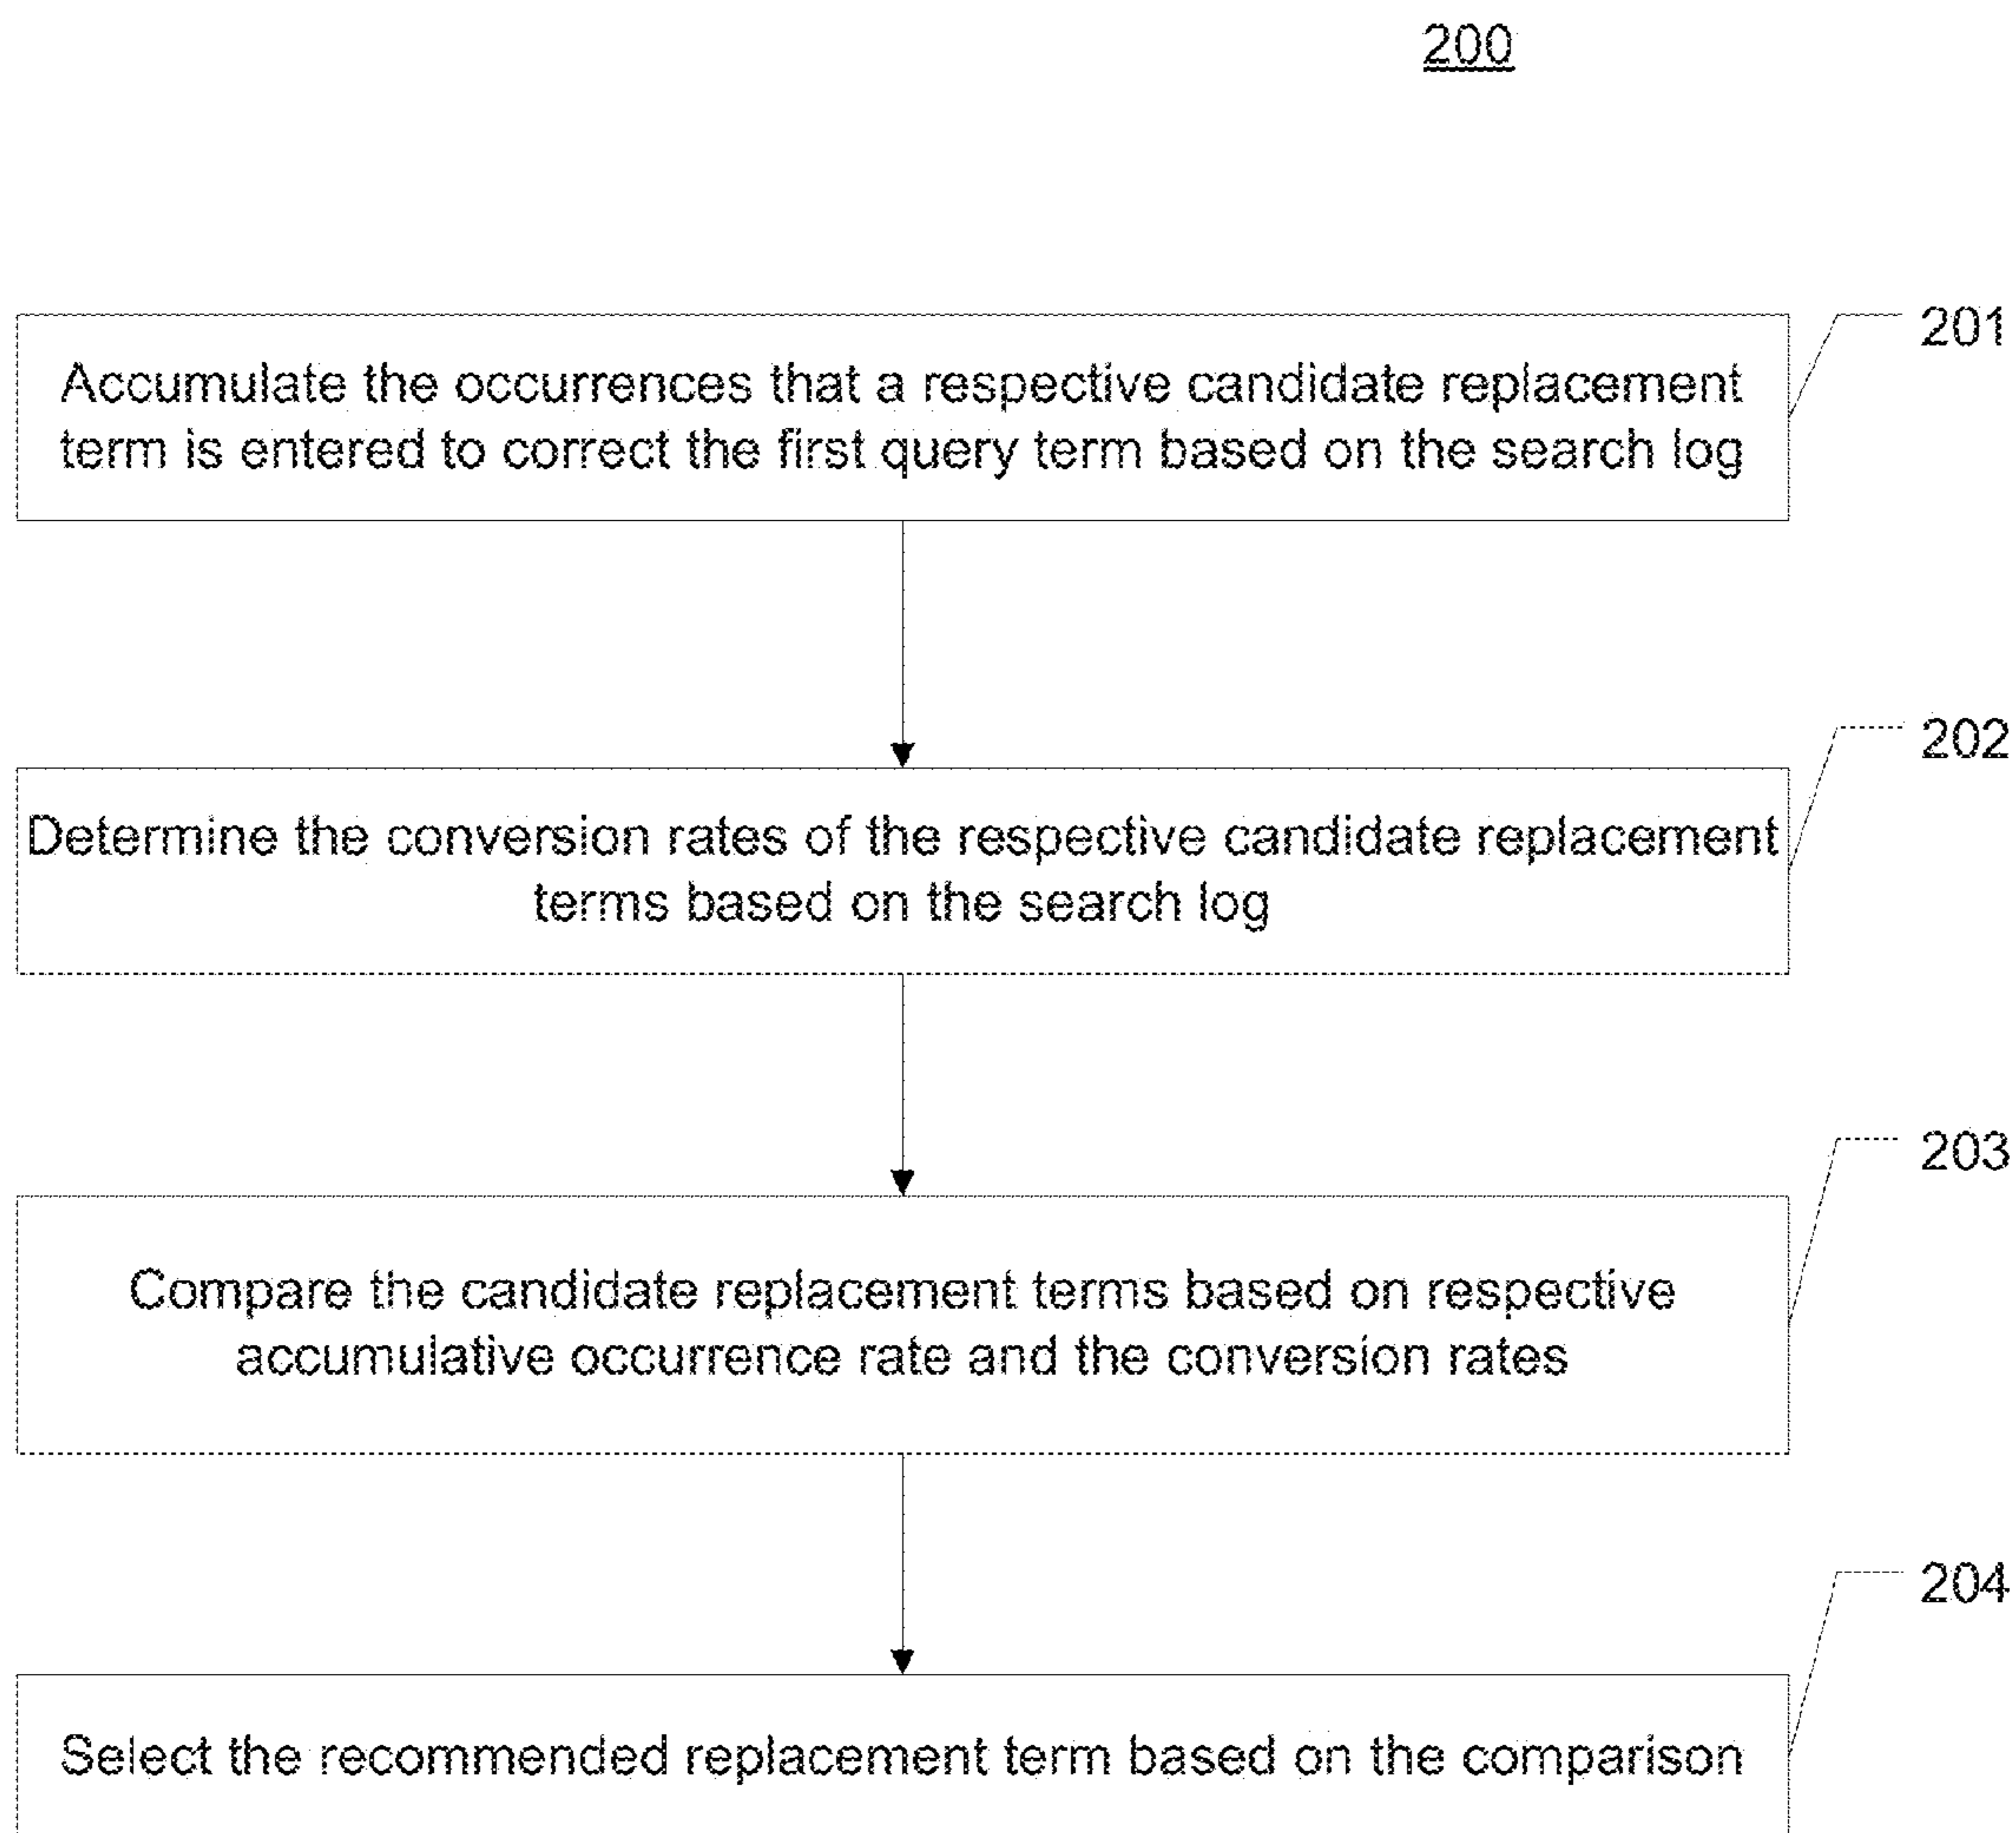 200
201
Accumulate the occurrences that a respective candidate replacement
term is entered to correct the first query term based on the search log
202
Determine the conversion rates of the respective candidate replacement
terms based on the search log
203
Compare the candidate replacement terms based on respective
accumulative occurrence rate and the conversion rates
204
Select the recommended replacement term based on the comparison